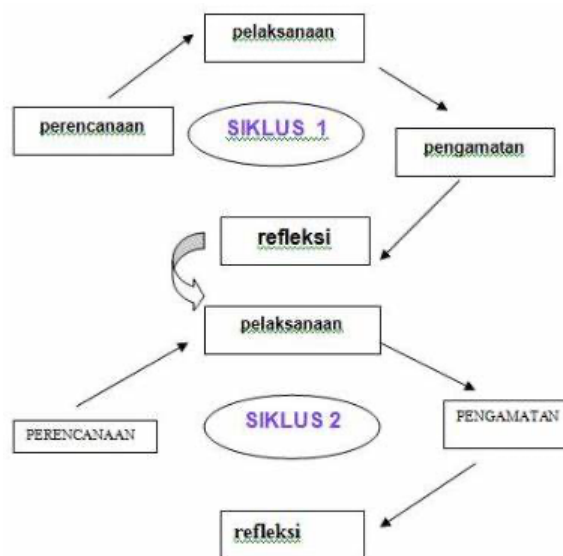 pelaksanaan
perencanaan
SIKLUS 1
pengamatan
refleksi
pelaksanaan
PERENCANAAN
SIKLUS 2
PENGAMATAN
refleksi